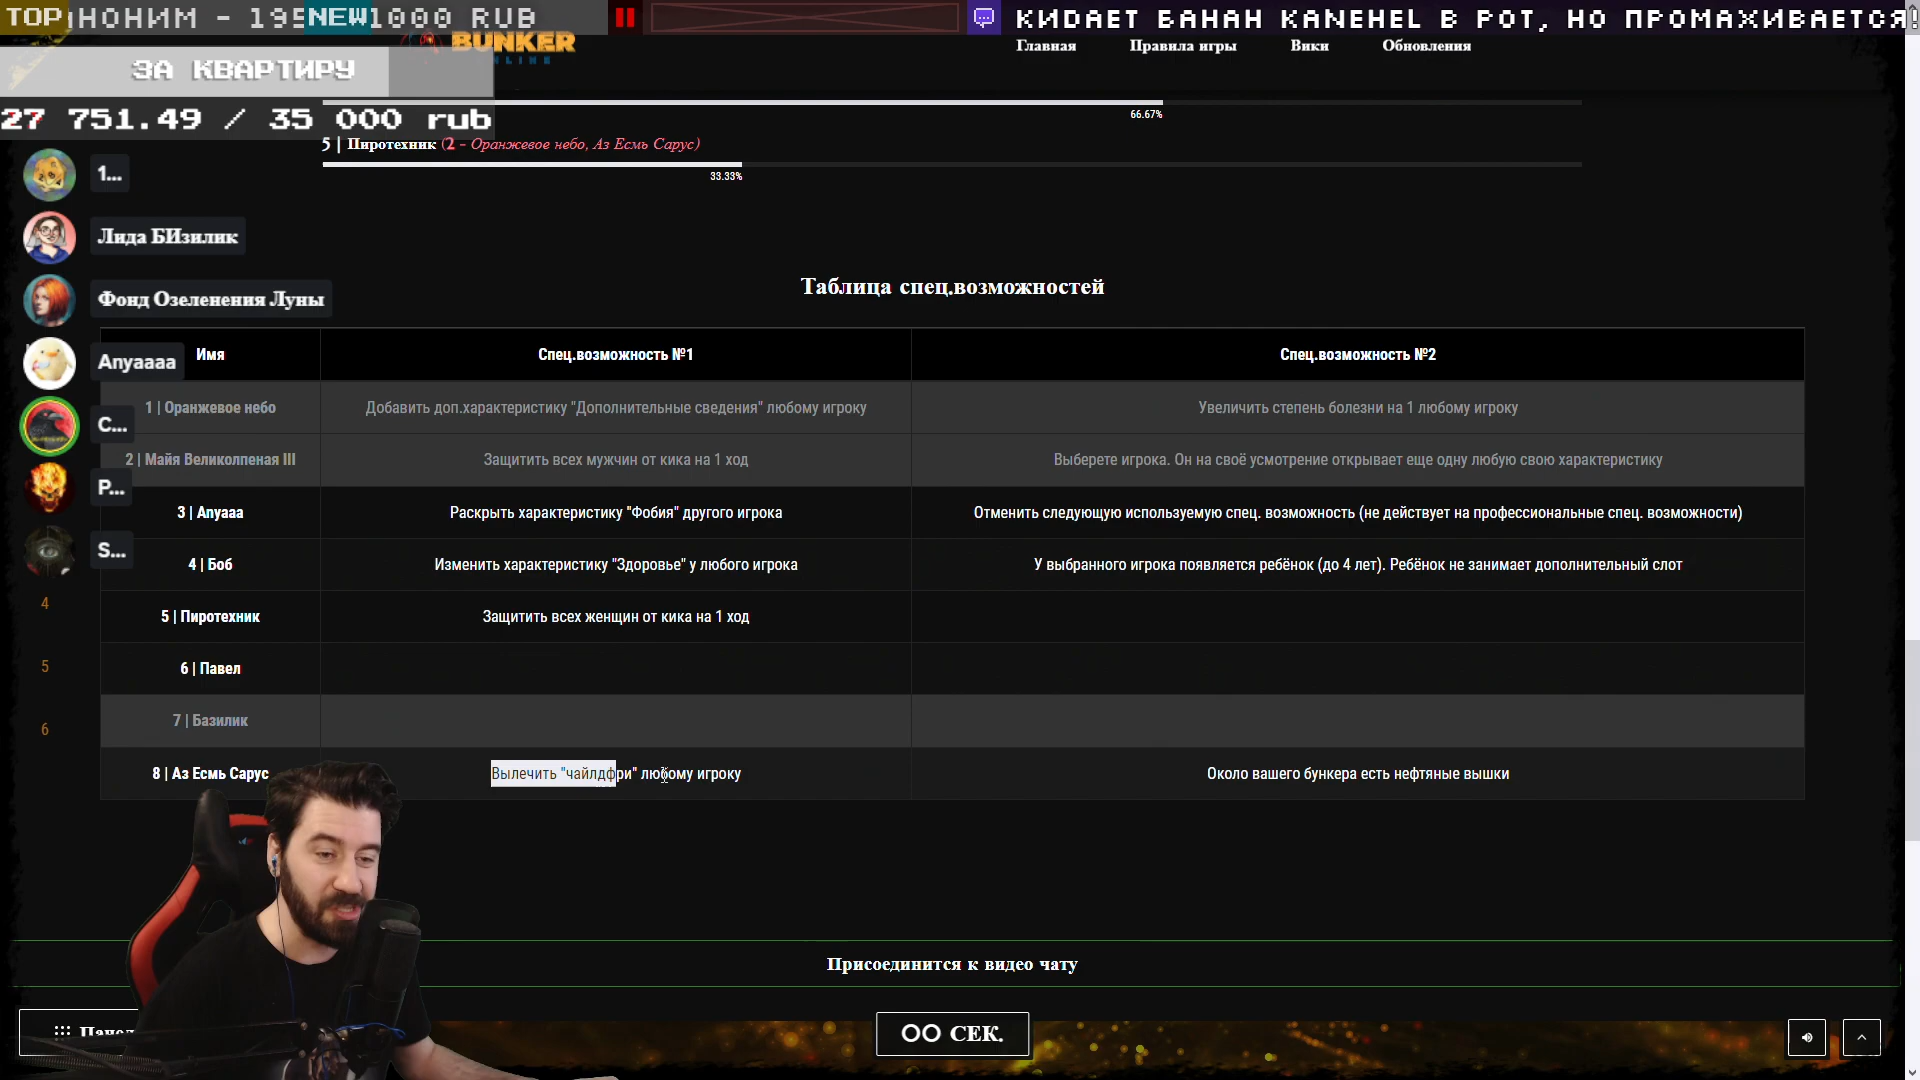 TOP
НОНИМ - 195
NEW
1000 RUB
КИДАЕТ БАНАН KANEHEL В РОТ, НО ПРОМАХИВАЕТСЯ!
BUNKER
Главная
Правила игры
Вики
Обновления
ЗА КВАРТИРУ
27 751.49 / 35 000 rub
66.67%
5 | Пиротехник (2 - Оранжевое небо, Аз Есмь Сарус)
33.33%
1...
Лида БИзилик
Фонд Озеленения Луны
Anyaaaa
С...
P...
S...
4
5
6
Таблица спец.возможностей
Имя
Спец.возможность №1
Спец.возможность №2
1 | Оранжевое небо
Добавить доп.характеристику "Дополнительные сведения" любому игроку
Увеличить степень болезни на 1 любому игроку
2 | Майя Великолпеная III
Защитить всех мужчин от кика на 1 ход
Выберете игрока. Он на своё усмотрение открывает еще одну любую свою характеристику
3 | Anyaaa
Раскрыть характеристику "Фобия" другого игрока
Отменить следующую используемую спец. возможность (не действует на профессиональные спец. возможности)
4 | Боб
Изменить характеристику "Здоровье" у любого игрока
У выбранного игрока появляется ребёнок (до 4 лет). Ребёнок не занимает дополнительный слот
5 | Пиротехник
Защитить всех женщин от кика на 1 ход
6 | Павел
7 | Базилик
8 | Аз Есмь Сарус
Вылечить "чайлдфри" любому игроку
Около вашего бункера есть нефтяные вышки
Присоединится к видео чату
00 СЕК.